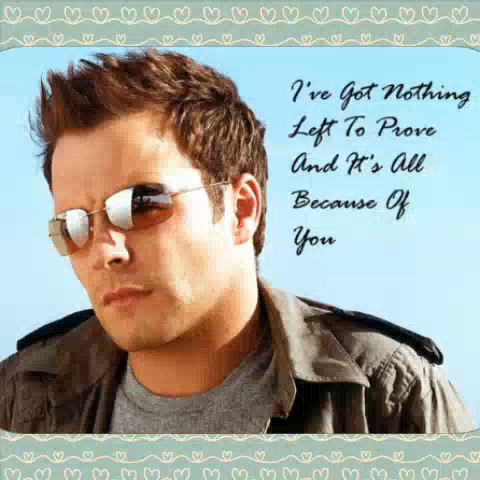 I've Got Nothing
Left To Prove
And It's All
Because Of
You